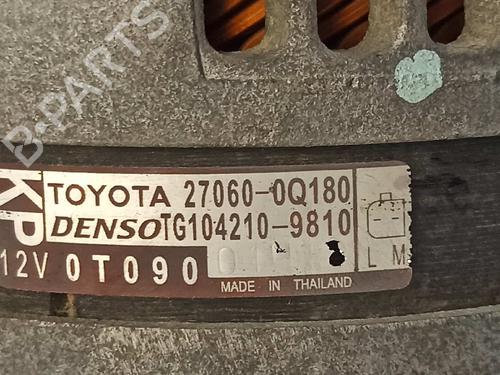 B-PARTS
KP
TOYOTA 27060-0Q180
DENSO TG104210-9810
12V 0T090
L M
MADE IN THAILAND